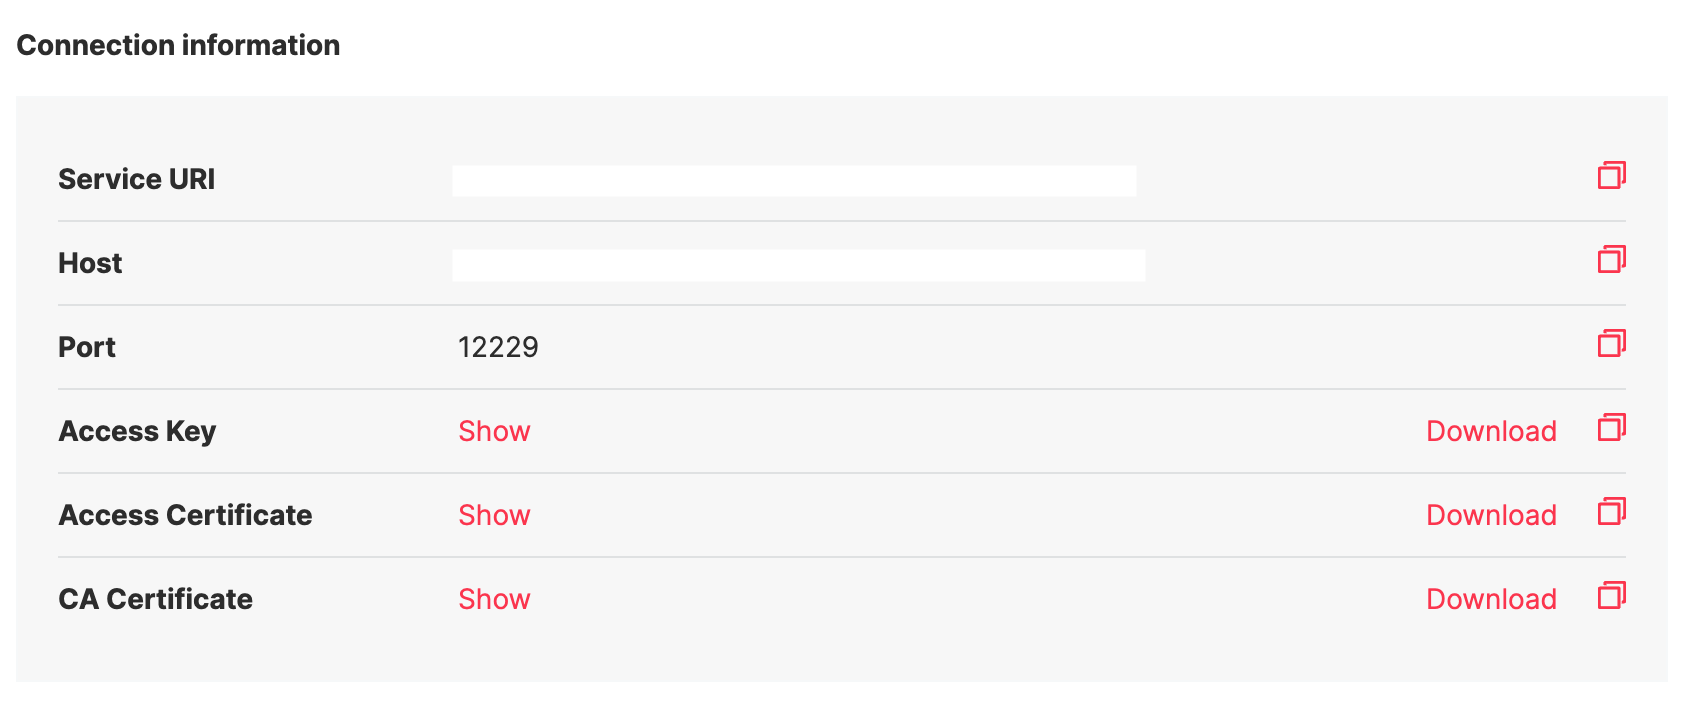 Connection information
Service URI
Host
Port 12229
Access Key Show Download
Access Certificate Show Download
CA Certificate Show Download